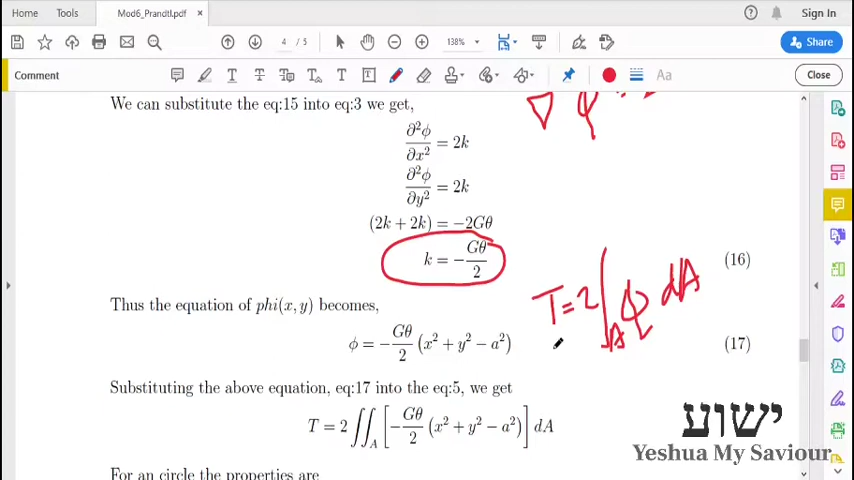 Home Tools Mod6_Prandtl.pdf × Sign In
4 / 5 138% Share
Comment Aa Close
We can substitute the eq:15 into eq:3 we get,
∇ ϕ
∂²ϕ/∂x² = 2k
∂²ϕ/∂y² = 2k
(2k + 2k) = −2Gθ
k = −Gθ/2 (16)
T = 2 ∫_A ϕ dA
Thus the equation of phi(x, y) becomes,
ϕ = −Gθ/2 (x² + y² − a²) (17)
Substituting the above equation, eq:17 into the eq:5, we get
T = 2 ∬_A [−Gθ/2 (x² + y² − a²)] dA
ישוע
Yeshua My Saviour
For an circle the properties are